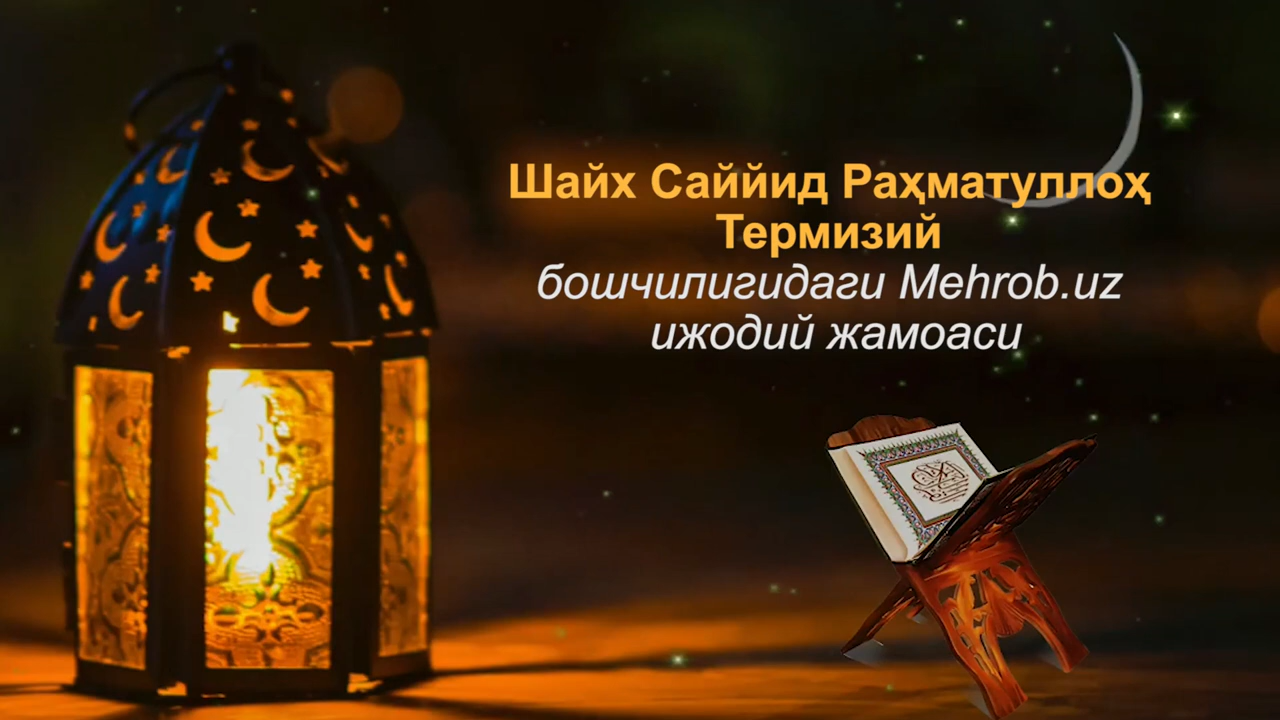 Шайх Саййид Раҳматуллоҳ
Термизий
бошчилигидаги Mehrob.uz
ижодий жамоаси